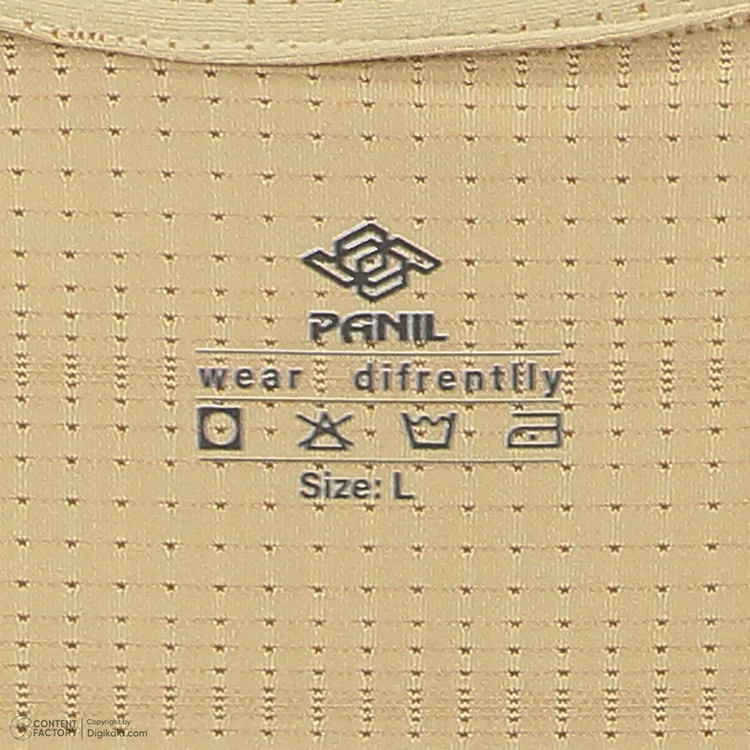 PANIL
wear difrentlly
Size: L
CONTENT FACTORY
Copyright by
Digikala.com